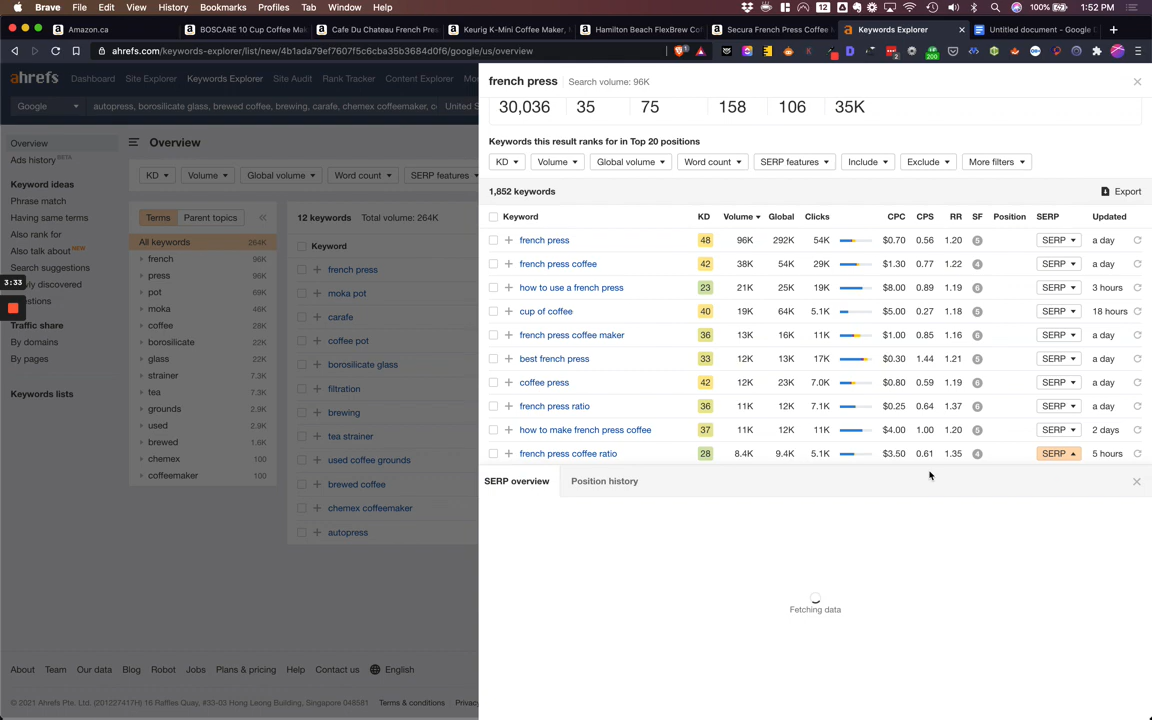 Brave File Edit View History Bookmarks Profiles Tab Window Help 12 100% Fri 1:52 PM
Amazon.ca BOSCARE 10 Cup Coffee Mak Cafe Du Chateau French Pres Keurig K-Mini Coffee Maker, Hamilton Beach FlexBrew Co Secura French Press Coffee M Keywords Explorer Untitled document - Google
ahrefs.com/keywords-explorer/list/new/4b1ada79ef7607f5c6cba35b3684d0f6/google/us/overview
ahrefs Dashboard Site Explorer Keywords Explorer Site Audit Rank Tracker Content Explorer Mo
Google autopress, borosilicate glass, brewed coffee, brewing, carafe, chemex coffeemaker, c United S
Overview
Ads history BETA
Keyword ideas
Phrase match
Having same terms
Also rank for
Also talk about NEW
Search suggestions
ly discovered
stions
Traffic share
By domains
By pages
Keywords lists
3:33
Overview
KD Volume Global volume Word count SERP features
Terms Parent topics
All keywords 264K
french 96K
press 96K
pot 69K
moka 46K
coffee 28K
borosilicate 22K
glass 22K
strainer 7.3K
tea 7.3K
grounds 2.9K
used 2.9K
brewed 1.6K
chemex 100
coffeemaker 100
12 keywords Total volume: 264K
Keyword
french press
moka pot
carafe
coffee pot
borosilicate glass
filtration
brewing
tea strainer
used coffee grounds
brewed coffee
chemex coffeemaker
autopress
french press Search volume: 96K
30,036 35 75 158 106 35K
Keywords this result ranks for in Top 20 positions
KD Volume Global volume Word count SERP features Include Exclude More filters
1,852 keywords Export
Keyword KD Volume Global Clicks CPC CPS RR SF Position SERP Updated
french press 48 96K 292K 54K $0.70 0.56 1.20 5 SERP a day
french press coffee 42 38K 54K 29K $1.30 0.77 1.22 4 SERP a day
how to use a french press 23 21K 25K 19K $8.00 0.89 1.19 6 SERP 3 hours
cup of coffee 40 19K 64K 5.1K $5.00 0.27 1.18 5 SERP 18 hours
french press coffee maker 36 13K 16K 11K $1.00 0.85 1.16 6 SERP a day
best french press 33 12K 13K 17K $0.30 1.44 1.21 5 SERP a day
coffee press 42 12K 23K 7.0K $0.80 0.59 1.19 6 SERP a day
french press ratio 36 11K 12K 7.1K $0.25 0.64 1.37 6 SERP a day
how to make french press coffee 37 11K 12K 11K $4.00 1.00 1.20 5 SERP 2 days
french press coffee ratio 28 8.4K 9.4K 5.1K $3.50 0.61 1.35 4 SERP 5 hours
SERP overview Position history
Fetching data
About Team Our data Blog Robot Jobs Plans & pricing Help Contact us English
© 2021 Ahrefs Pte. Ltd. (201227417H) 16 Raffles Quay, #33-03 Hong Leong Building, Singapore 048581 Terms & conditions Privacy